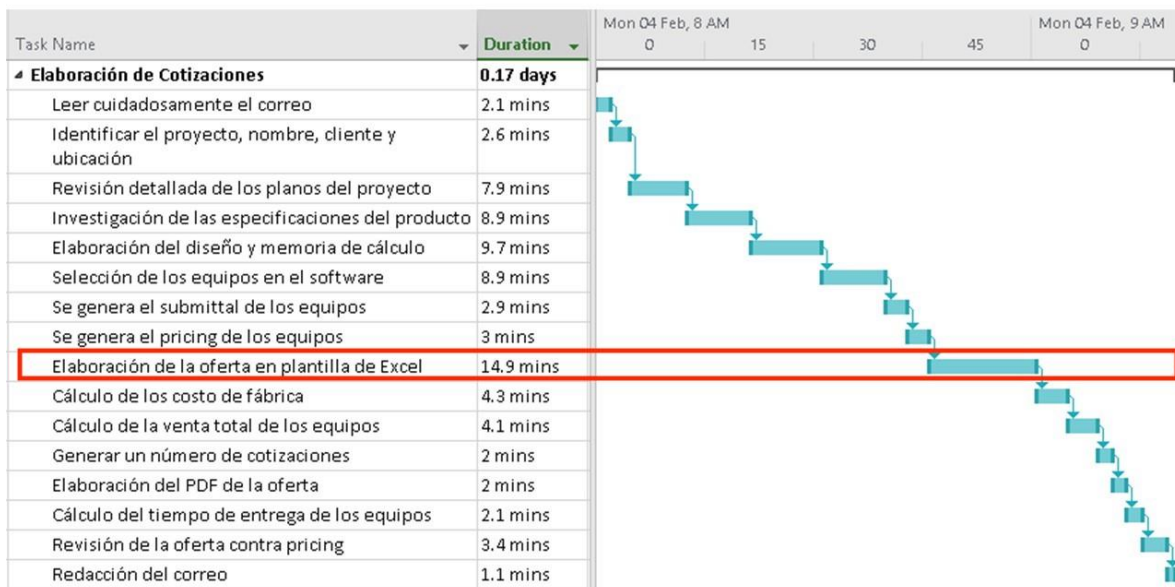 Mon 04 Feb, 8 AM Mon 04 Feb, 9 AM
Task Name Duration 0 15 30 45 0
Elaboración de Cotizaciones 0.17 days
Leer cuidadosamente el correo 2.1 mins
Identificar el proyecto, nombre, cliente y 2.6 mins
ubicación
Revisión detallada de los planos del proyecto 7.9 mins
Investigación de las especificaciones del producto 8.9 mins
Elaboración del diseño y memoria de cálculo 9.7 mins
Selección de los equipos en el software 8.9 mins
Se genera el submittal de los equipos 2.9 mins
Se genera el pricing de los equipos 3 mins
Elaboración de la oferta en plantilla de Excel 14.9 mins
Cálculo de los costo de fábrica 4.3 mins
Cálculo de la venta total de los equipos 4.1 mins
Generar un número de cotizaciones 2 mins
Elaboración del PDF de la oferta 2 mins
Cálculo del tiempo de entrega de los equipos 2.1 mins
Revisión de la oferta contra pricing 3.4 mins
Redacción del correo 1.1 mins